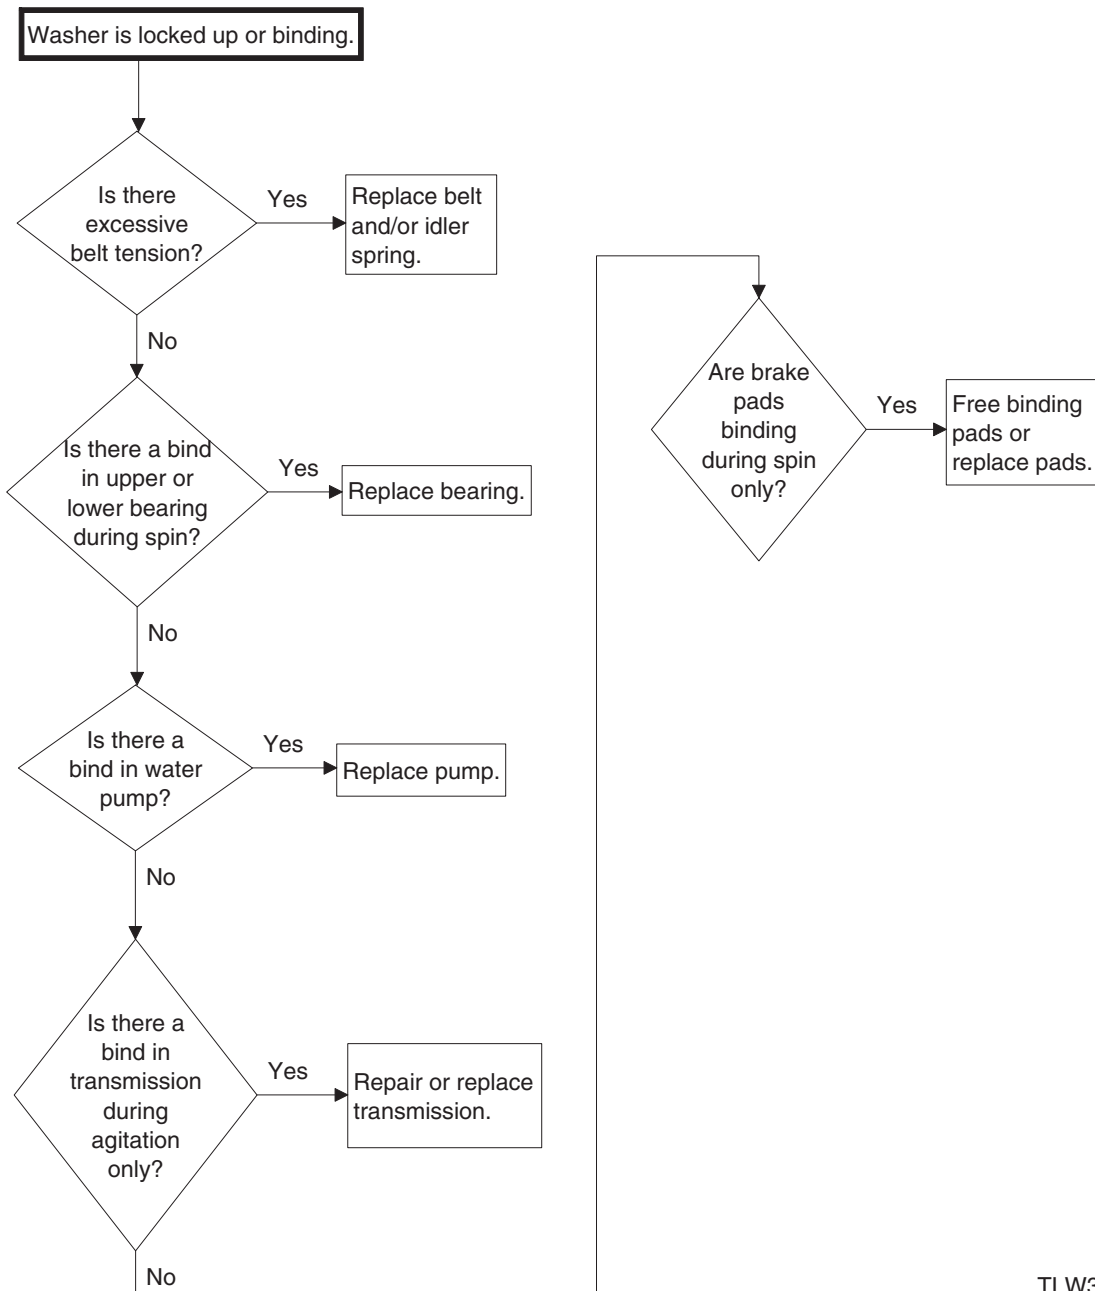 Washer is locked up or binding.
Is there
excessive
belt tension?
Yes
Replace belt
and/or idler
spring.
No
Is there a bind
in upper or
lower bearing
during spin?
Yes
Replace bearing.
No
Is there a
bind in water
pump?
Yes
Replace pump.
No
Is there a
bind in
transmission
during
agitation
only?
Yes
Repair or replace
transmission.
No
Are brake
pads
binding
during spin
only?
Yes
Free binding
pads or
replace pads.
TLW3